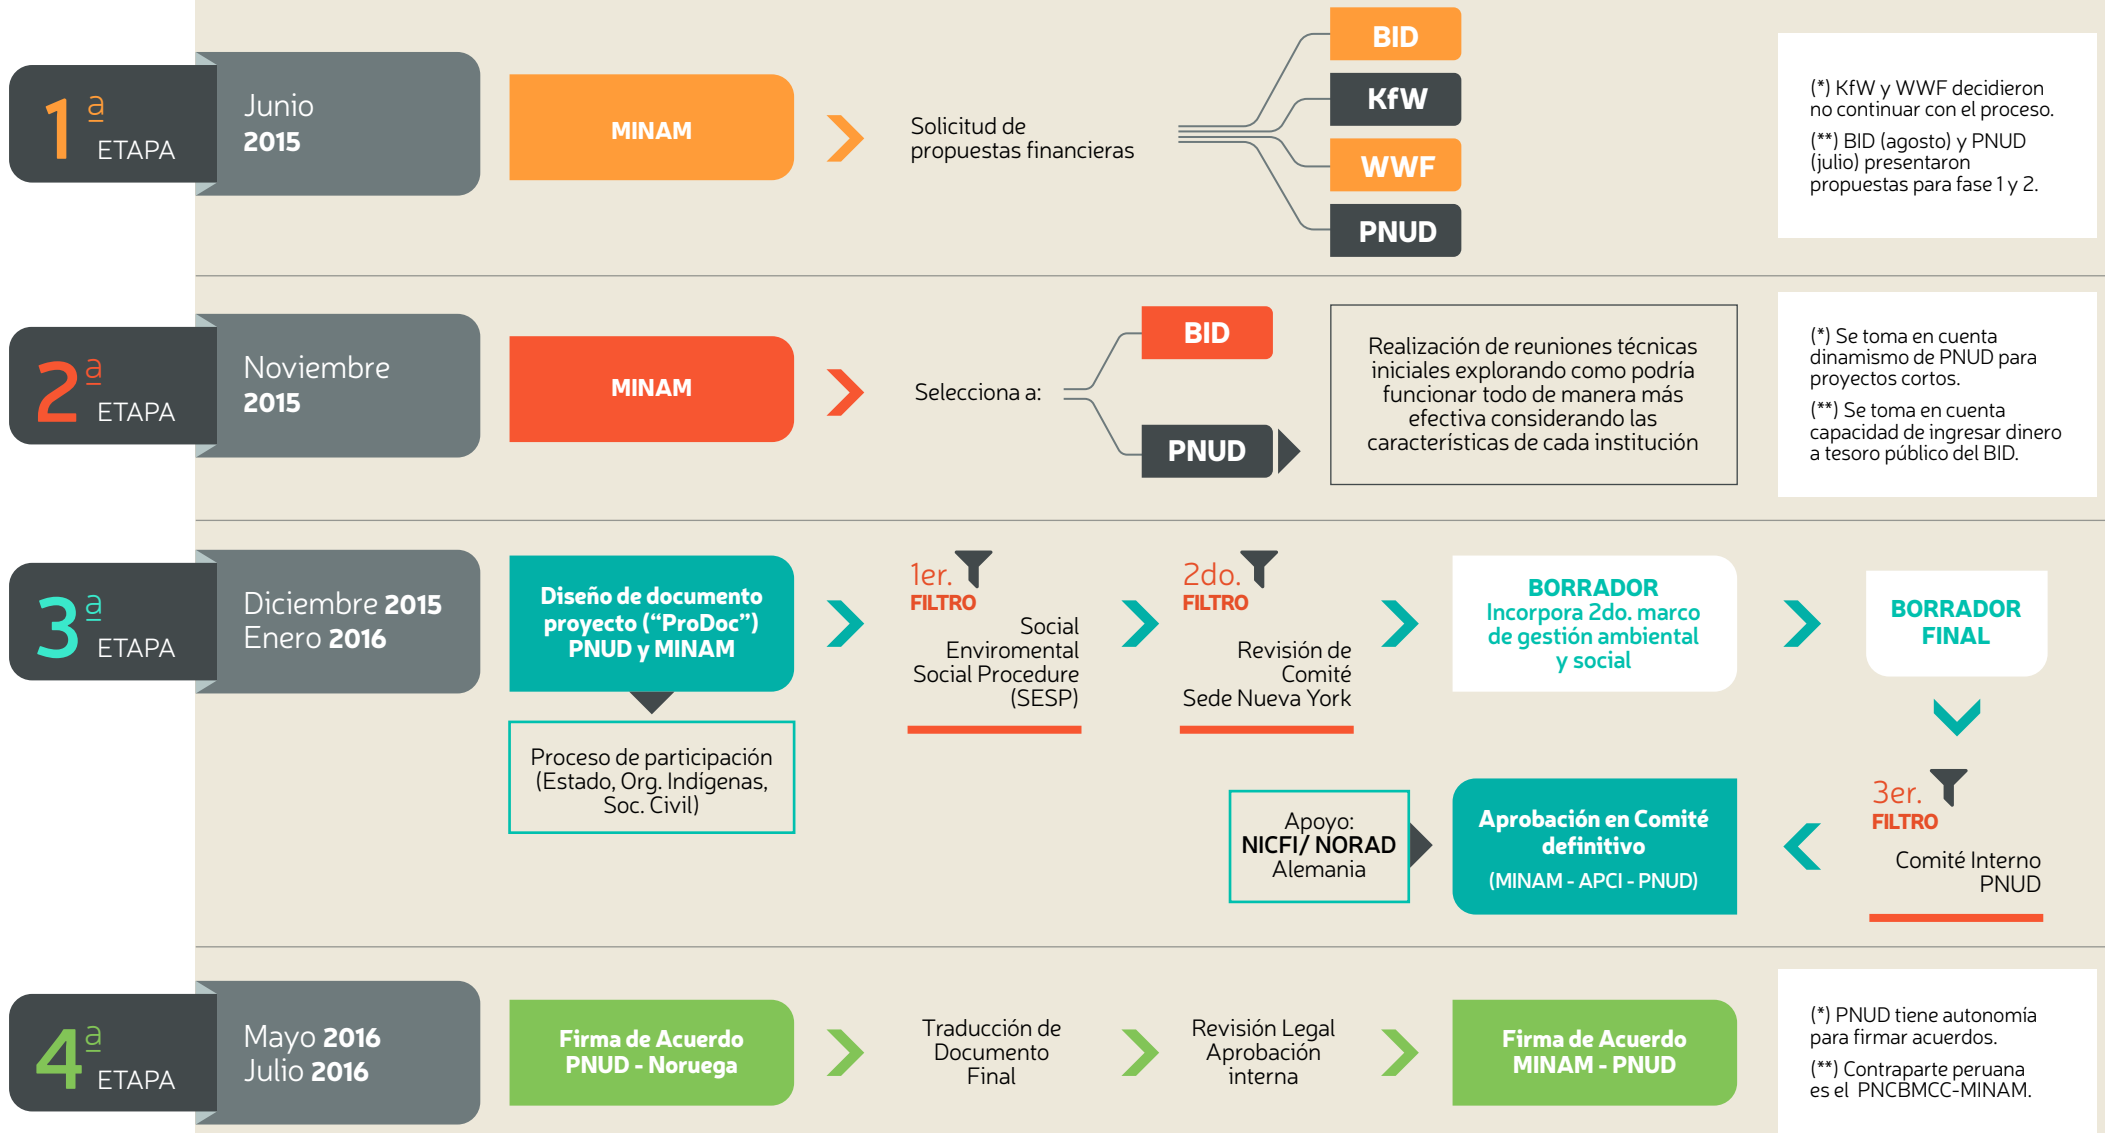 1ª
ETAPA
Junio
2015
MINAM
Solicitud de
propuestas financieras
BID
KfW
WWF
PNUD
(*) KfW y WWF decidieron
no continuar con el proceso.
(**) BID (agosto) y PNUD
(julio) presentaron
propuestas para fase 1 y 2.
2ª
ETAPA
Noviembre
2015
MINAM
Selecciona a:
BID
PNUD
Realización de reuniones técnicas
iniciales explorando como podría
funcionar todo de manera más
efectiva considerando las
características de cada institución
(*) Se toma en cuenta
dinamismo de PNUD para
proyectos cortos.
(**) Se toma en cuenta
capacidad de ingresar dinero
a tesoro público del BID.
3ª
ETAPA
Diciembre 2015
Enero 2016
Diseño de documento
proyecto (“ProDoc”)
PNUD y MINAM
Proceso de participación
(Estado, Org. Indígenas,
Soc. Civil)
1er.
FILTRO
Social
Enviromental
Social Procedure
(SESP)
2do.
FILTRO
Revisión de
Comité
Sede Nueva York
BORRADOR
Incorpora 2do. marco
de gestión ambiental
y social
BORRADOR
FINAL
3er.
FILTRO
Comité Interno
PNUD
Aprobación en Comité
definitivo
(MINAM - APCI - PNUD)
Apoyo:
NICFI/ NORAD
Alemania
4ª
ETAPA
Mayo 2016
Julio 2016
Firma de Acuerdo
PNUD - Noruega
Traducción de
Documento
Final
Revisión Legal
Aprobación
interna
Firma de Acuerdo
MINAM - PNUD
(*) PNUD tiene autonomía
para firmar acuerdos.
(**) Contraparte peruana
es el PNCBMCC-MINAM.